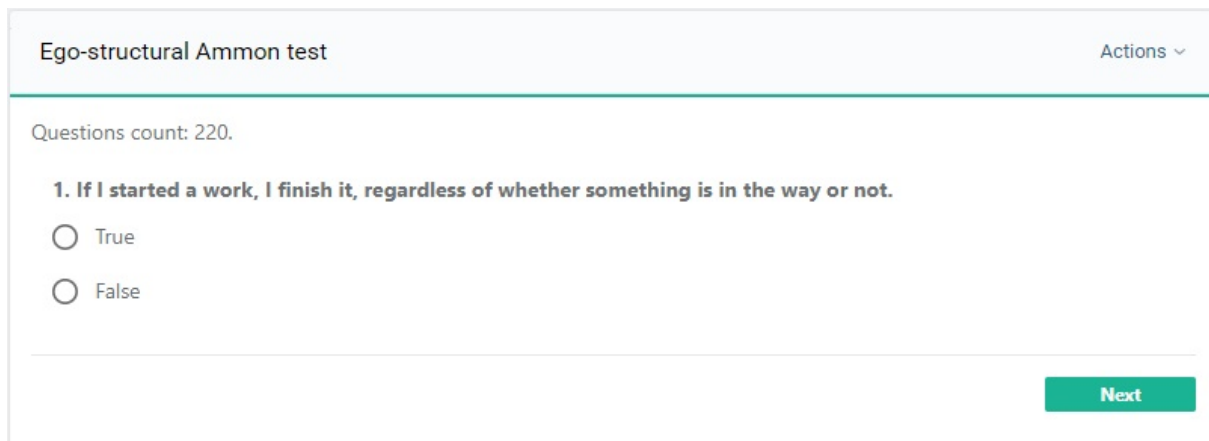 Ego-structural Ammon test
Actions
Questions count: 220.
1. If I started a work, I finish it, regardless of whether something is in the way or not.
True
False
Next